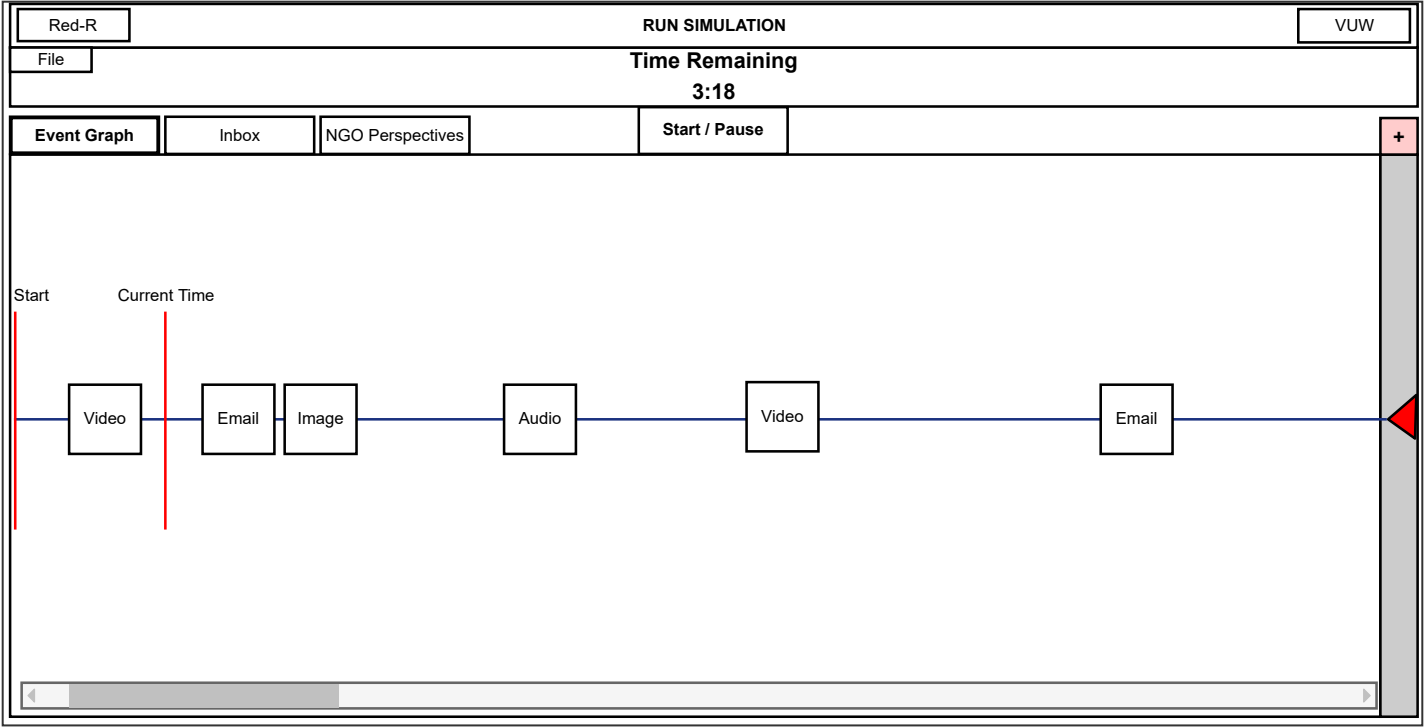 Red-R
RUN SIMULATION
VUW
File
Time Remaining
3:18
Event Graph
Inbox
NGO Perspectives
Start / Pause
+
Start
Current Time
Video
Email
Image
Audio
Video
Email